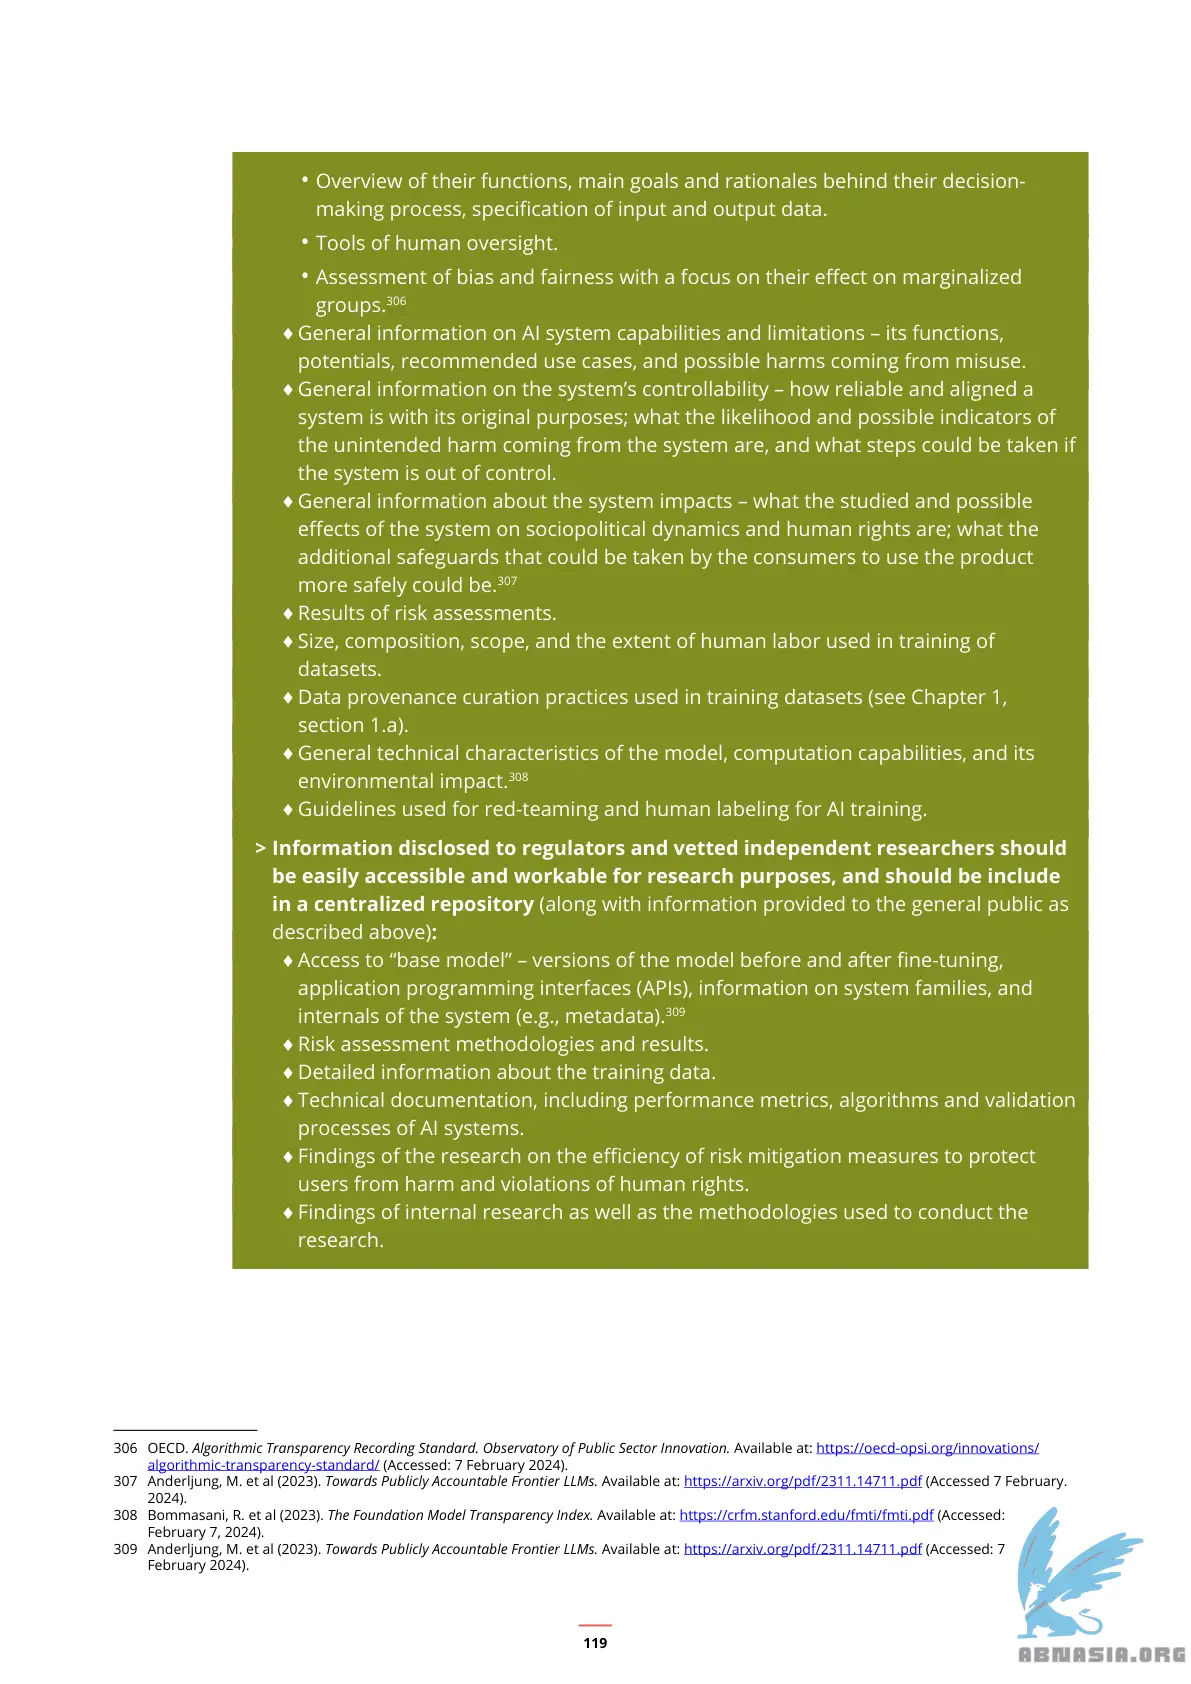 • Overview of their functions, main goals and rationales behind their decision-
making process, specification of input and output data.
• Tools of human oversight.
• Assessment of bias and fairness with a focus on their effect on marginalized
groups.306
♦ General information on AI system capabilities and limitations – its functions,
potentials, recommended use cases, and possible harms coming from misuse.
♦ General information on the system’s controllability – how reliable and aligned a
system is with its original purposes; what the likelihood and possible indicators of
the unintended harm coming from the system are, and what steps could be taken if
the system is out of control.
♦ General information about the system impacts – what the studied and possible
effects of the system on sociopolitical dynamics and human rights are; what the
additional safeguards that could be taken by the consumers to use the product
more safely could be.307
♦ Results of risk assessments.
♦ Size, composition, scope, and the extent of human labor used in training of
datasets.
♦ Data provenance curation practices used in training datasets (see Chapter 1,
section 1.a).
♦ General technical characteristics of the model, computation capabilities, and its
environmental impact.308
♦ Guidelines used for red-teaming and human labeling for AI training.
> Information disclosed to regulators and vetted independent researchers should
be easily accessible and workable for research purposes, and should be include
in a centralized repository (along with information provided to the general public as
described above):
♦ Access to “base model” – versions of the model before and after fine-tuning,
application programming interfaces (APIs), information on system families, and
internals of the system (e.g., metadata).309
♦ Risk assessment methodologies and results.
♦ Detailed information about the training data.
♦ Technical documentation, including performance metrics, algorithms and validation
processes of AI systems.
♦ Findings of the research on the efficiency of risk mitigation measures to protect
users from harm and violations of human rights.
♦ Findings of internal research as well as the methodologies used to conduct the
research.
306 OECD. Algorithmic Transparency Recording Standard. Observatory of Public Sector Innovation. Available at: https://oecd-opsi.org/innovations/
algorithmic-transparency-standard/ (Accessed: 7 February 2024).
307 Anderljung, M. et al (2023). Towards Publicly Accountable Frontier LLMs. Available at: https://arxiv.org/pdf/2311.14711.pdf (Accessed 7 February.
2024).
308 Bommasani, R. et al (2023). The Foundation Model Transparency Index. Available at: https://crfm.stanford.edu/fmti/fmti.pdf (Accessed:
February 7, 2024).
309 Anderljung, M. et al (2023). Towards Publicly Accountable Frontier LLMs. Available at: https://arxiv.org/pdf/2311.14711.pdf (Accessed: 7
February 2024).
119
ABNASIA.ORG